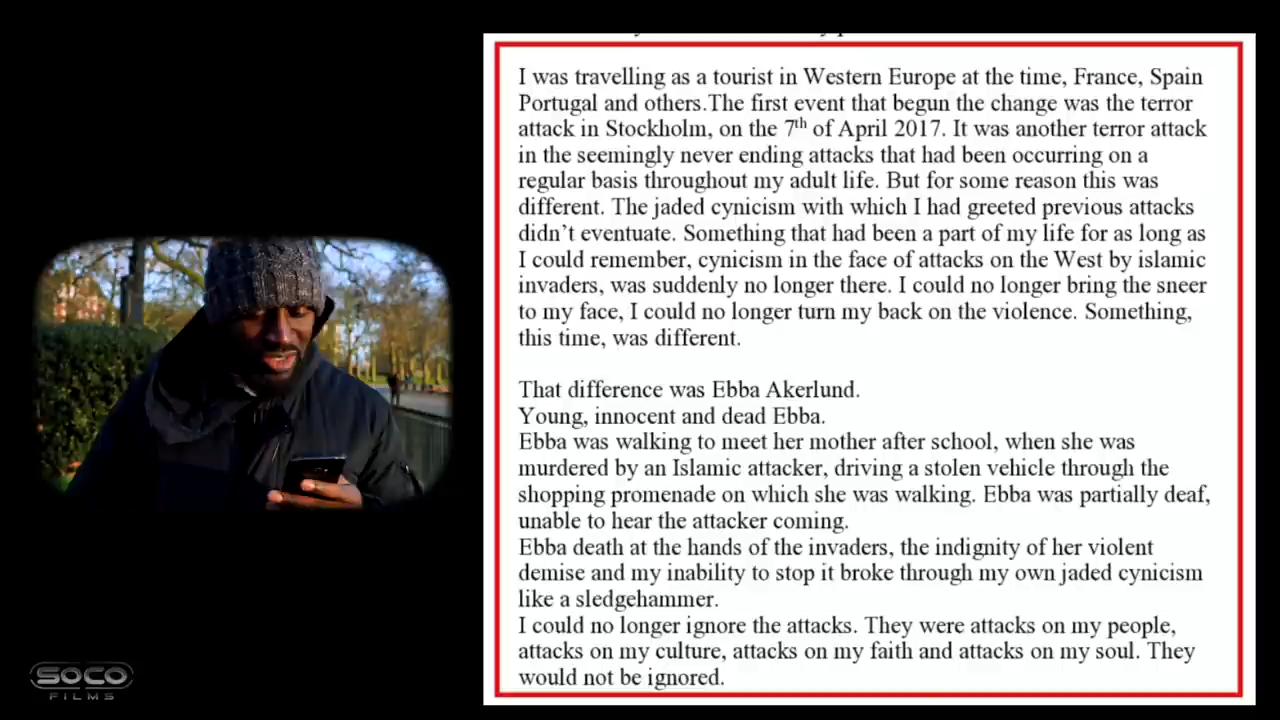 I was travelling as a tourist in Western Europe at the time, France, Spain
Portugal and others.The first event that begun the change was the terror
attack in Stockholm, on the 7th of April 2017. It was another terror attack
in the seemingly never ending attacks that had been occurring on a
regular basis throughout my adult life. But for some reason this was
different. The jaded cynicism with which I had greeted previous attacks
didn't eventuate. Something that had been a part of my life for as long as
I could remember, cynicism in the face of attacks on the West by islamic
invaders, was suddenly no longer there. I could no longer bring the sneer
to my face, I could no longer turn my back on the violence. Something,
this time, was different.
That difference was Ebba Akerlund.
Young, innocent and dead Ebba.
Ebba was walking to meet her mother after school, when she was
murdered by an Islamic attacker, driving a stolen vehicle through the
shopping promenade on which she was walking. Ebba was partially deaf,
unable to hear the attacker coming.
Ebba death at the hands of the invaders, the indignity of her violent
demise and my inability to stop it broke through my own jaded cynicism
like a sledgehammer.
I could no longer ignore the attacks. They were attacks on my people,
attacks on my culture, attacks on my faith and attacks on my soul. They
would not be ignored.
SOCO
FILMS